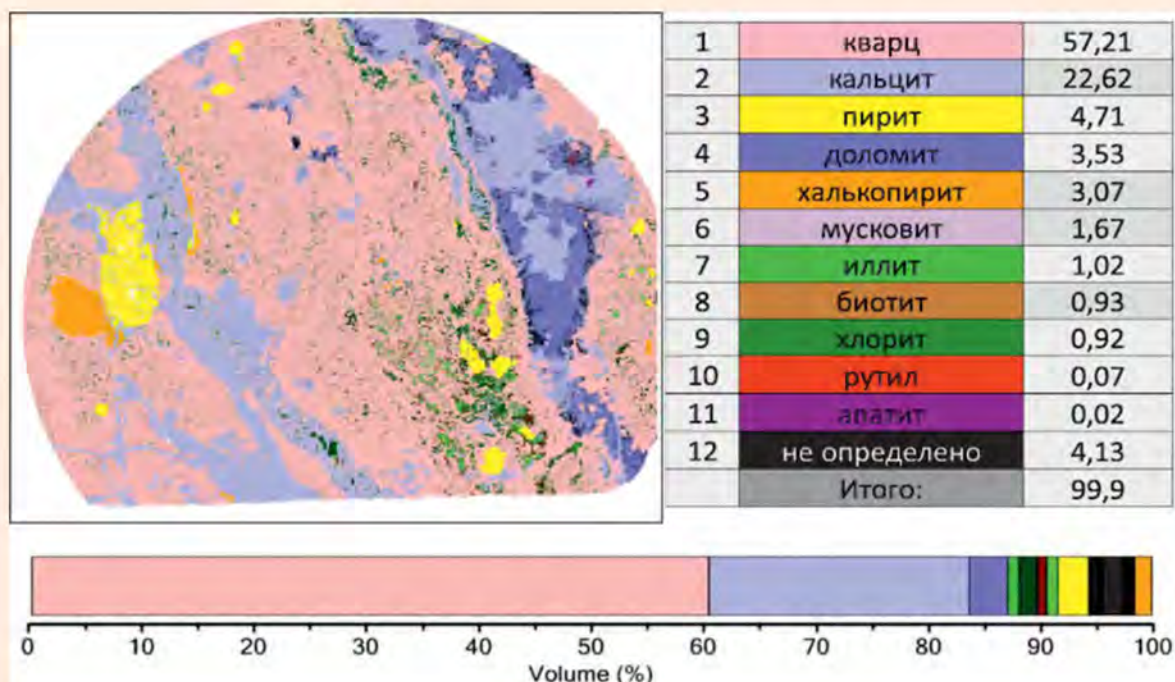 1 кварц 57,21
2 кальцит 22,62
3 пирит 4,71
4 доломит 3,53
5 халькопирит 3,07
6 мусковит 1,67
7 иллит 1,02
8 биотит 0,93
9 хлорит 0,92
10 рутил 0,07
11 апатит 0,02
12 не определено 4,13
Итого: 99,9
0 10 20 30 40 50 60 70 80 90 100
Volume (%)